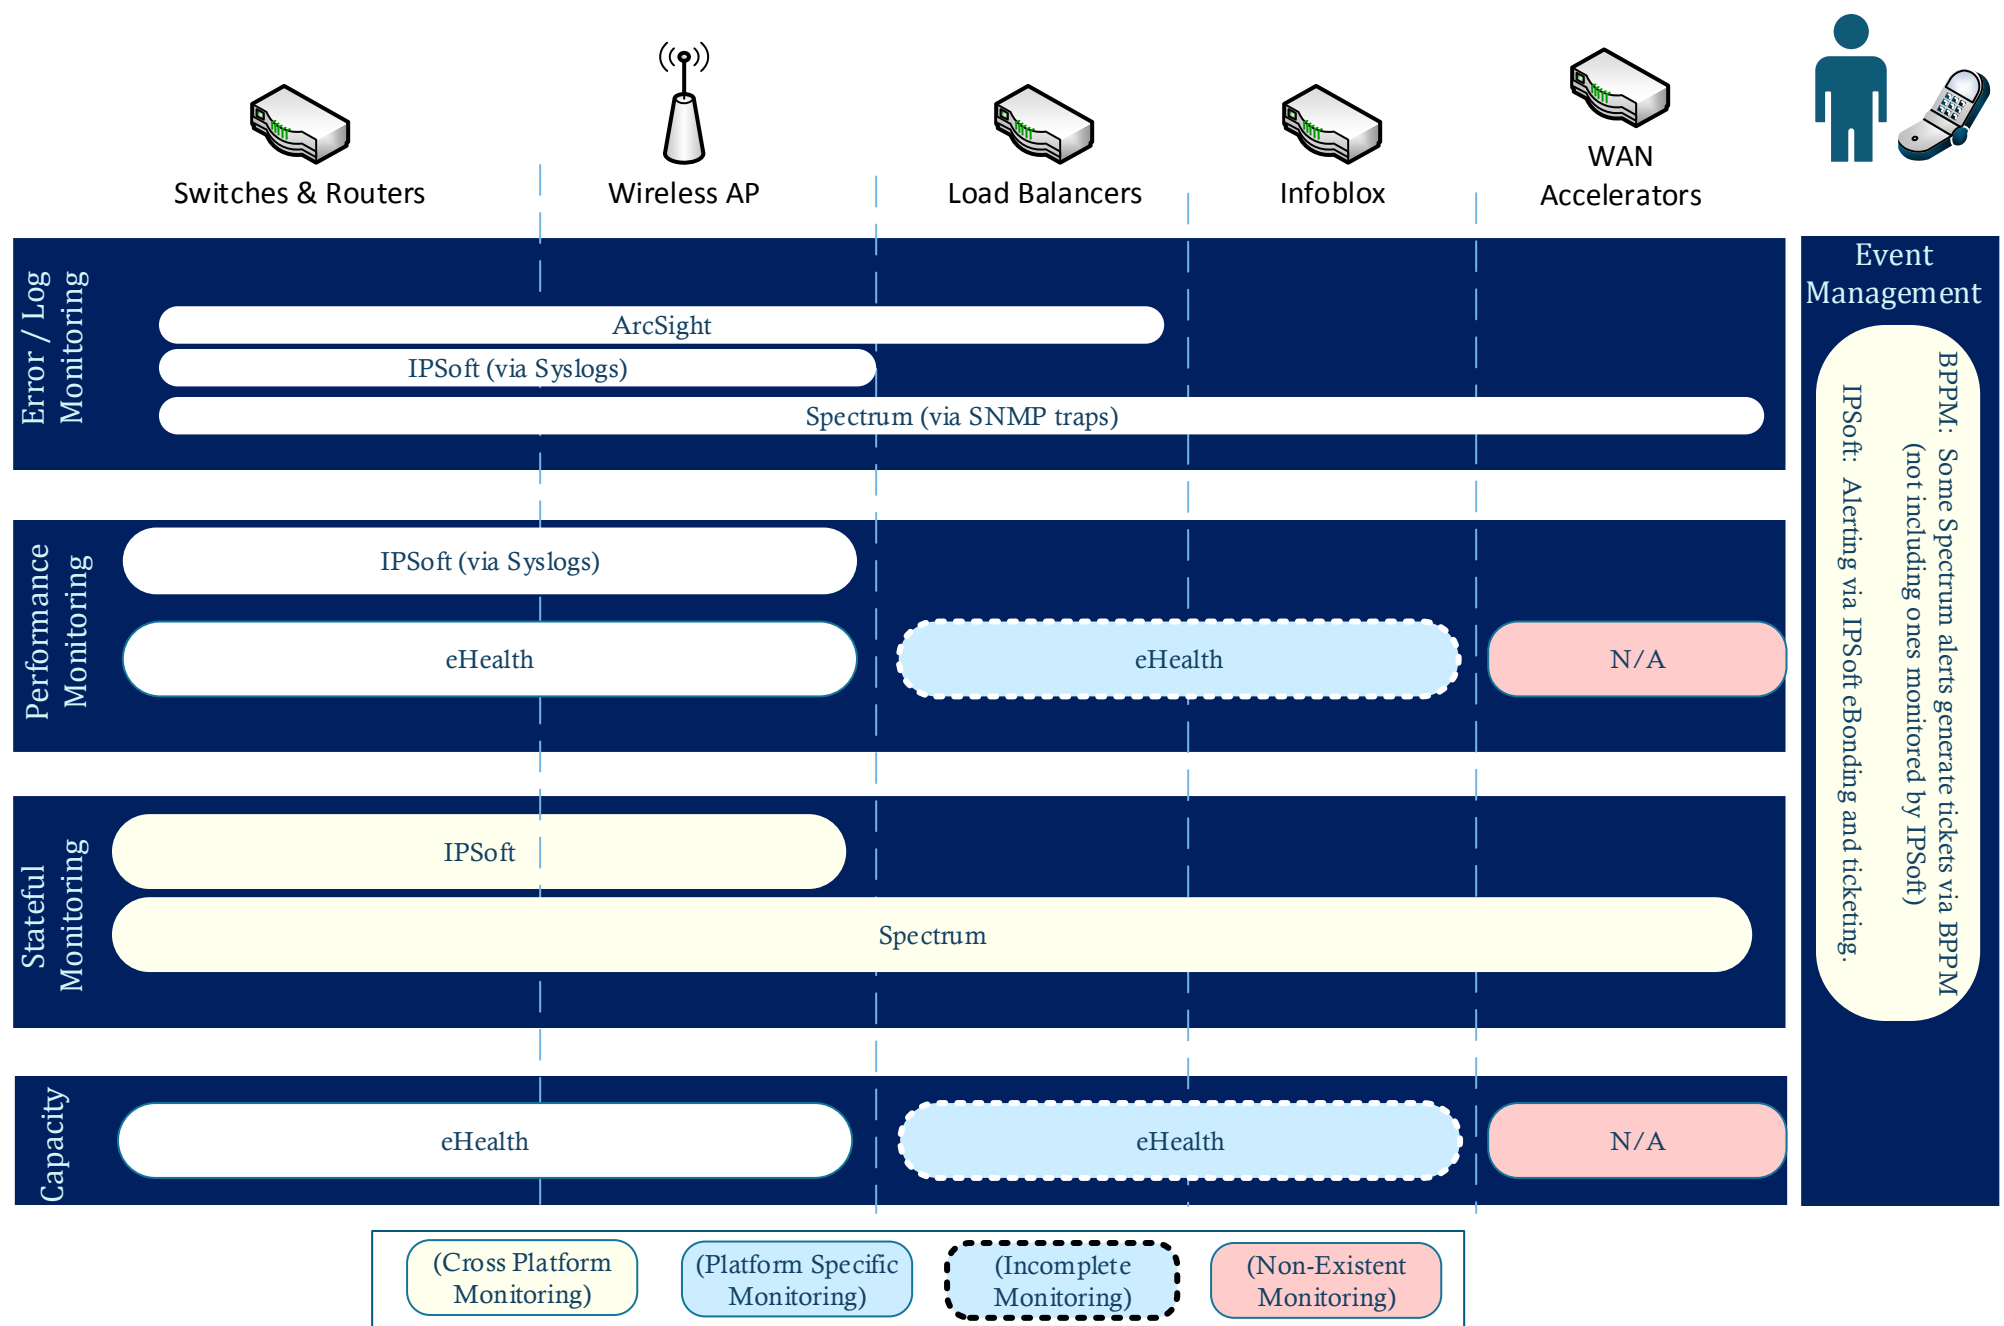 Switches & Routers
Wireless AP
Load Balancers
Infoblox
WAN
Accelerators
Error / Log
Monitoring
ArcSight
IPSoft (via Syslogs)
Spectrum (via SNMP traps)
Performance
Monitoring
IPSoft (via Syslogs)
eHealth
eHealth
N/A
Stateful
Monitoring
IPSoft
Spectrum
Capacity
eHealth
eHealth
N/A
Event
Management
BPPM: Some Spectrum alerts generate tickets via BPPM
(not including ones monitored by IPSoft)
IPSoft: Alerting via IPSoft eBonding and ticketing.
(Cross Platform
Monitoring)
(Platform Specific
Monitoring)
(Incomplete
Monitoring)
(Non-Existent
Monitoring)